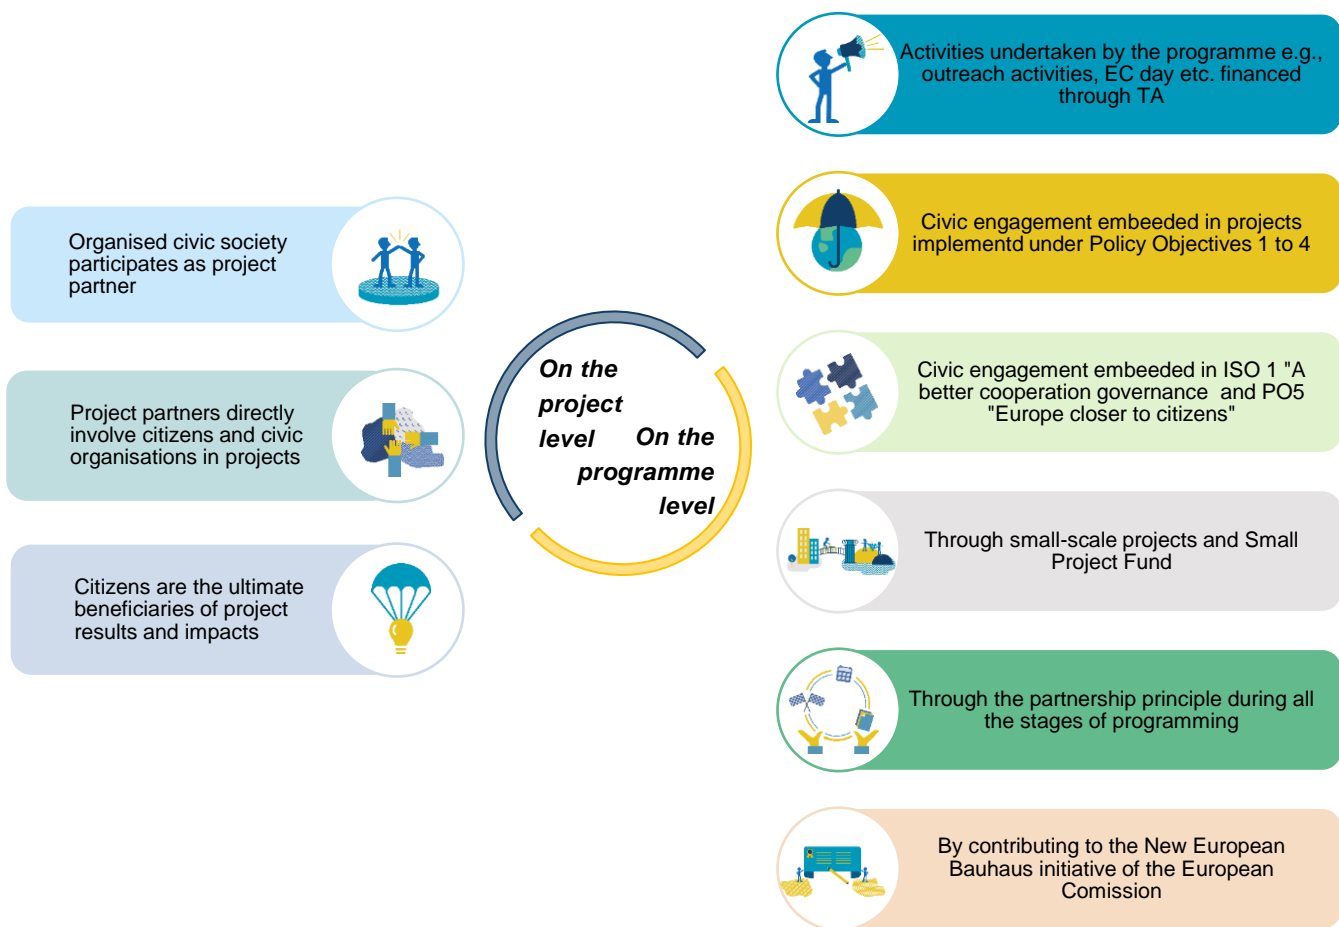 Organised civic society
participates as project
partner
Project partners directly
involve citizens and civic
organisations in projects
Citizens are the ultimate
beneficiaries of project
results and impacts
On the
project
level
On the
programme
level
Activities undertaken by the programme e.g.,
outreach activities, EC day etc. financed
through TA
Civic engagement embeeded in projects
implementd under Policy Objectives 1 to 4
Civic engagement embeeded in ISO 1 "A
better cooperation governance and PO5
"Europe closer to citizens"
Through small-scale projects and Small
Project Fund
Through the partnership principle during all
the stages of programming
By contributing to the New European
Bauhaus initiative of the European
Comission